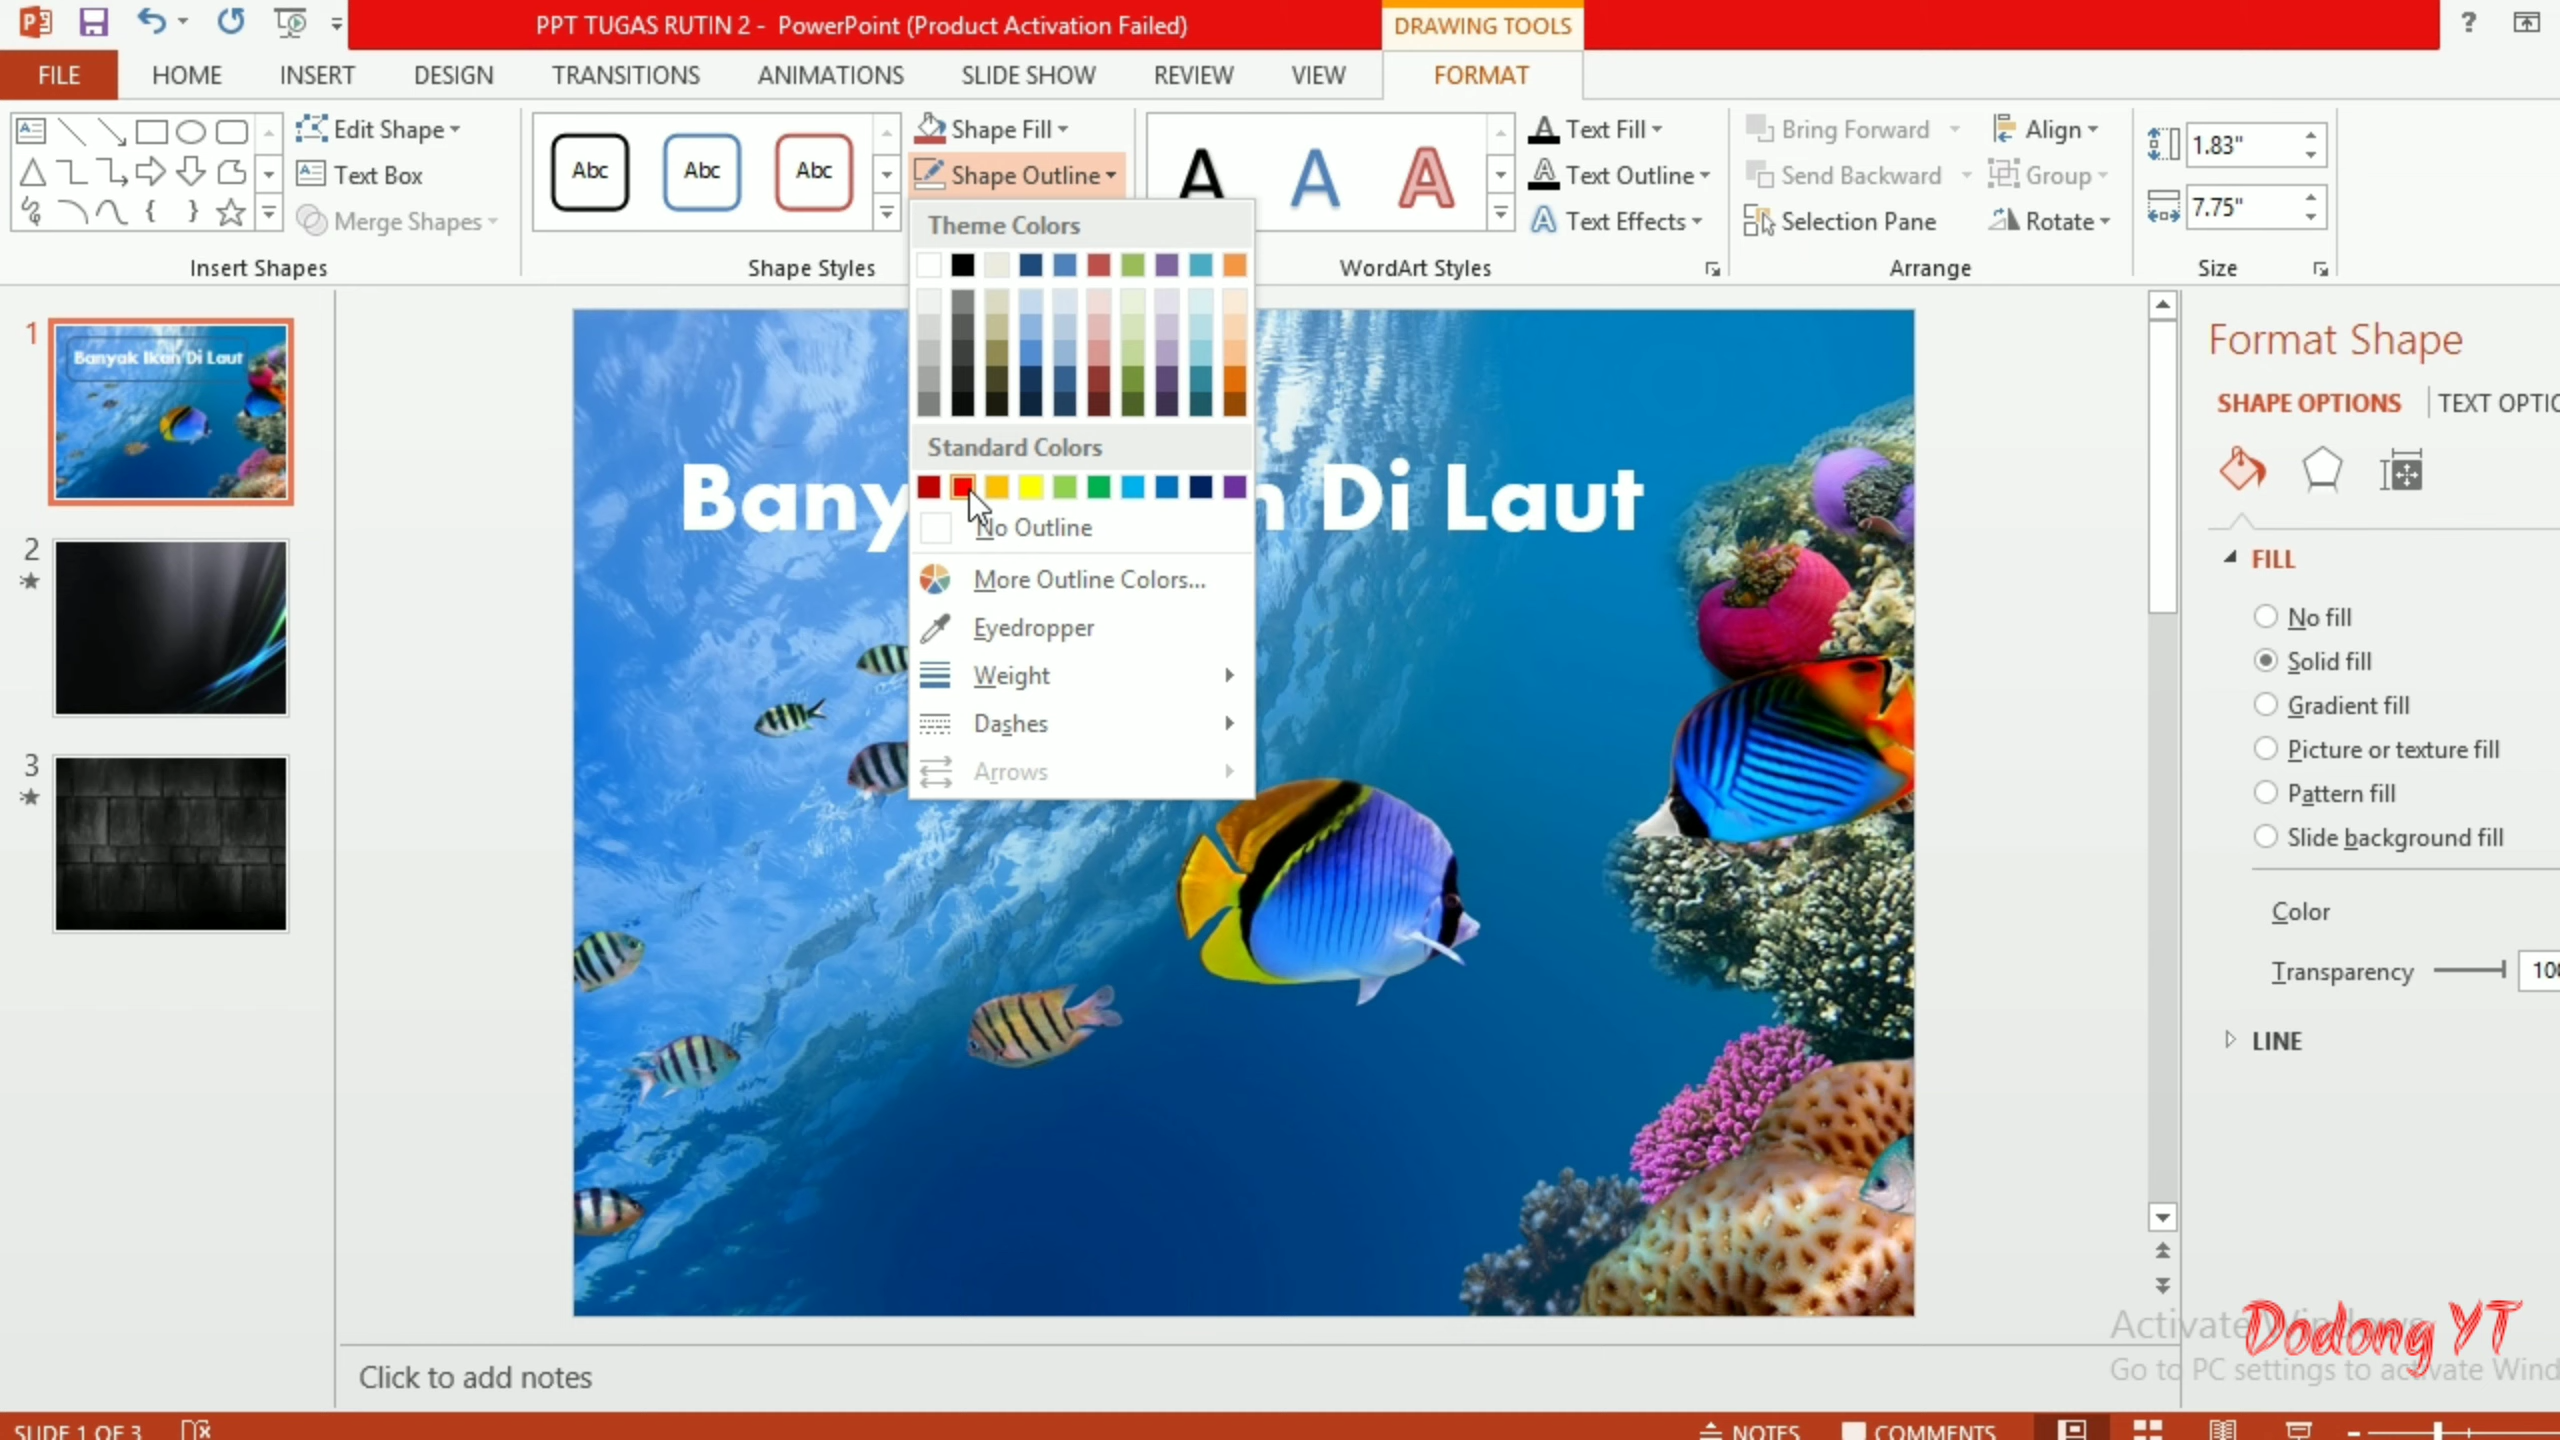 PPT TUGAS RUTIN 2 - PowerPoint (Product Activation Failed)
DRAWING TOOLS
?
FILE
HOME
INSERT
DESIGN
TRANSITIONS
ANIMATIONS
SLIDE SHOW
REVIEW
VIEW
FORMAT
Edit Shape
Text Box
Merge Shapes
Insert Shapes
Abc
Abc
Abc
Shape Styles
Shape Fill
Shape Outline
Theme Colors
Standard Colors
No Outline
More Outline Colors...
Eyedropper
Weight
Dashes
Arrows
A
A
A
WordArt Styles
Text Fill
Text Outline
Text Effects
Bring Forward
Send Backward
Selection Pane
Align
Group
Rotate
Arrange
1.83"
7.75"
Size
1
Banyak Ikan Di Laut
2
3
Bany
n Di Laut
Format Shape
SHAPE OPTIONS
TEXT OPTIO
FILL
No fill
Solid fill
Gradient fill
Picture or texture fill
Pattern fill
Slide background fill
Color
Transparency
100
LINE
Click to add notes
Activate
Dodong YT
Go to PC settings to activate Wind
SLIDE 1 OF 3
NOTES
COMMENTS